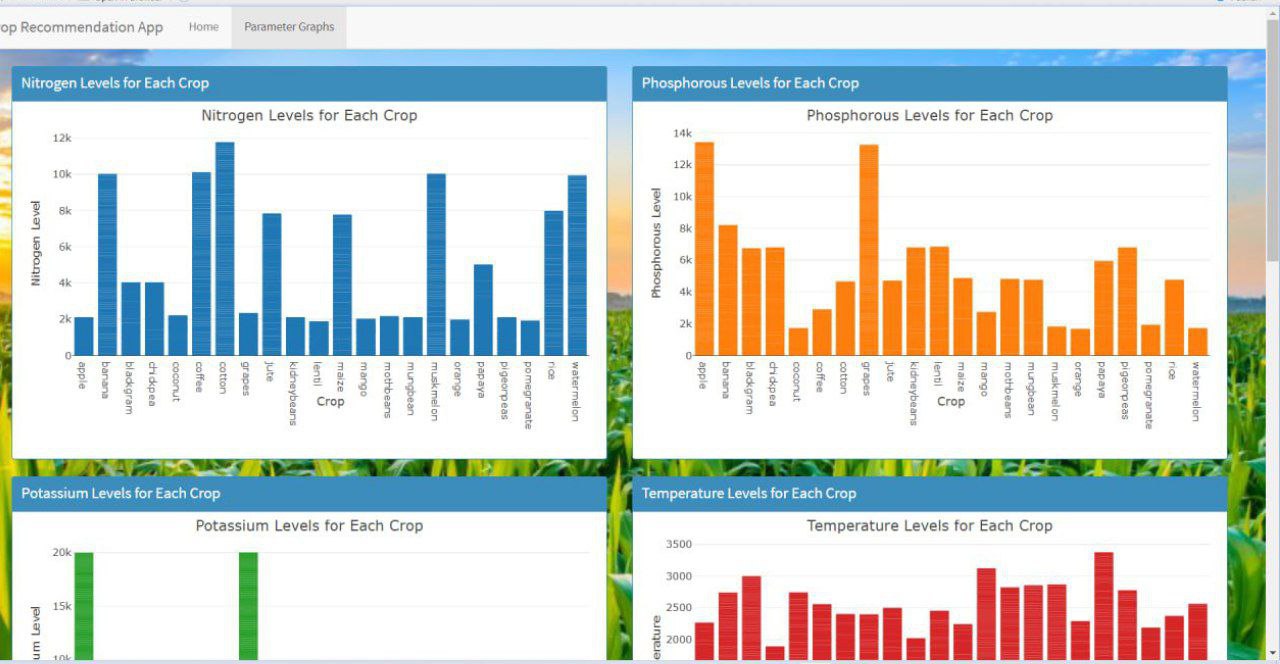 op Recommendation App Home Parameter Graphs
Nitrogen Levels for Each Crop
Nitrogen Levels for Each Crop
12k
10k
8k
6k
4k
2k
0
Nitrogen Level
apple banana blackgram chickpea coconut coffee cotton grapes jute kidneybeans lentil maize mango mothbeans mungbean muskmelon orange papaya pigeonpeas pomegranate rice watermelon
Crop
Phosphorous Levels for Each Crop
Phosphorous Levels for Each Crop
14k
12k
10k
8k
6k
4k
2k
0
Phosphorous Level
apple banana blackgram chickpea coconut coffee cotton grapes jute kidneybeans lentil maize mango mothbeans mungbean muskmelon orange papaya pigeonpeas pomegranate rice watermelon
Crop
Potassium Levels for Each Crop
Potassium Levels for Each Crop
20k
15k
10k
um Level
Temperature Levels for Each Crop
Temperature Levels for Each Crop
3500
3000
2500
2000
erature